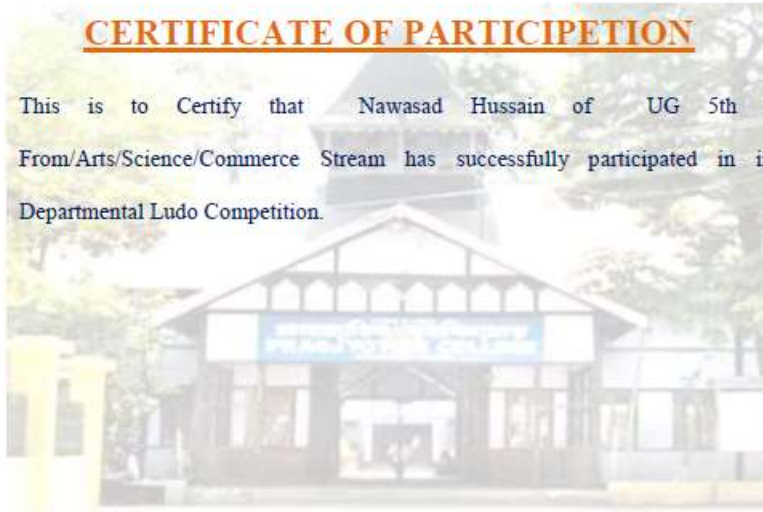 CERTIFICATE OF PARTICIPETION
This is to Certify that Nawasad Hussain of UG 5th
From/Arts/Science/Commerce Stream has successfully participated in
Departmental Ludo Competition.
COLLEGE